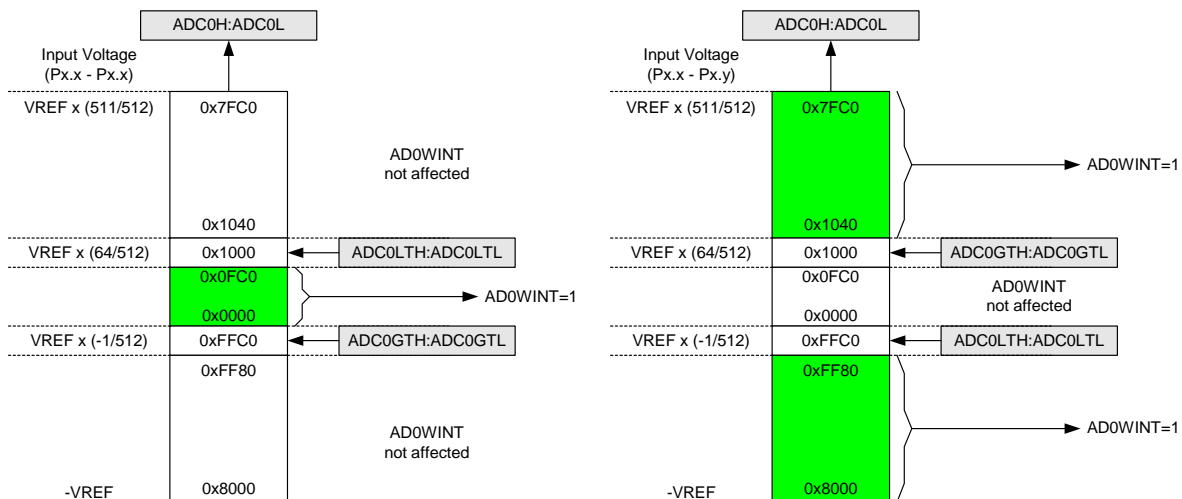 ADC0H:ADC0L
Input Voltage
(Px.x - Px.x)
VREF x (511/512)
0x7FC0
AD0WINT
not affected
0x1040
VREF x (64/512)
0x1000
ADC0LTH:ADC0LTL
0x0FC0
AD0WINT=1
0x0000
VREF x (-1/512)
0xFFC0
ADC0GTH:ADC0GTL
0xFF80
AD0WINT
not affected
-VREF
0x8000
ADC0H:ADC0L
Input Voltage
(Px.x - Px.y)
VREF x (511/512)
0x7FC0
AD0WINT=1
0x1040
VREF x (64/512)
0x1000
ADC0GTH:ADC0GTL
0x0FC0
AD0WINT
not affected
0x0000
VREF x (-1/512)
0xFFC0
ADC0LTH:ADC0LTL
0xFF80
AD0WINT=1
-VREF
0x8000